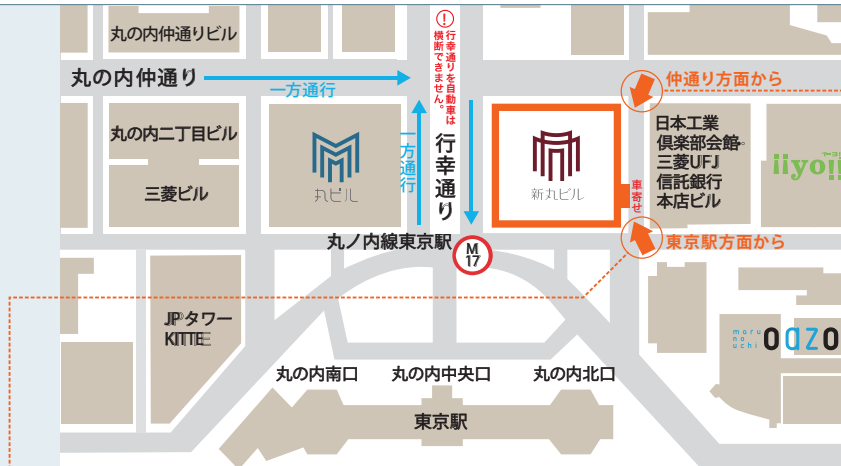 丸の内仲通りビル
！
行幸通りを自動車は
横断できません。
丸の内仲通り
一方通行
仲通り方面から
丸の内二丁目ビル
三菱ビル
丸ビル
一方通行
行幸通り
新丸ビル
車寄せ
日本工業
倶楽部会館・
三菱UFJ
信託銀行
本店ビル
iiyo!!
丸ノ内線東京駅
M
17
東京駅方面から
JPタワー
KITTE
maru
no
uchi
oazo
丸の内南口
丸の内中央口
丸の内北口
東京駅